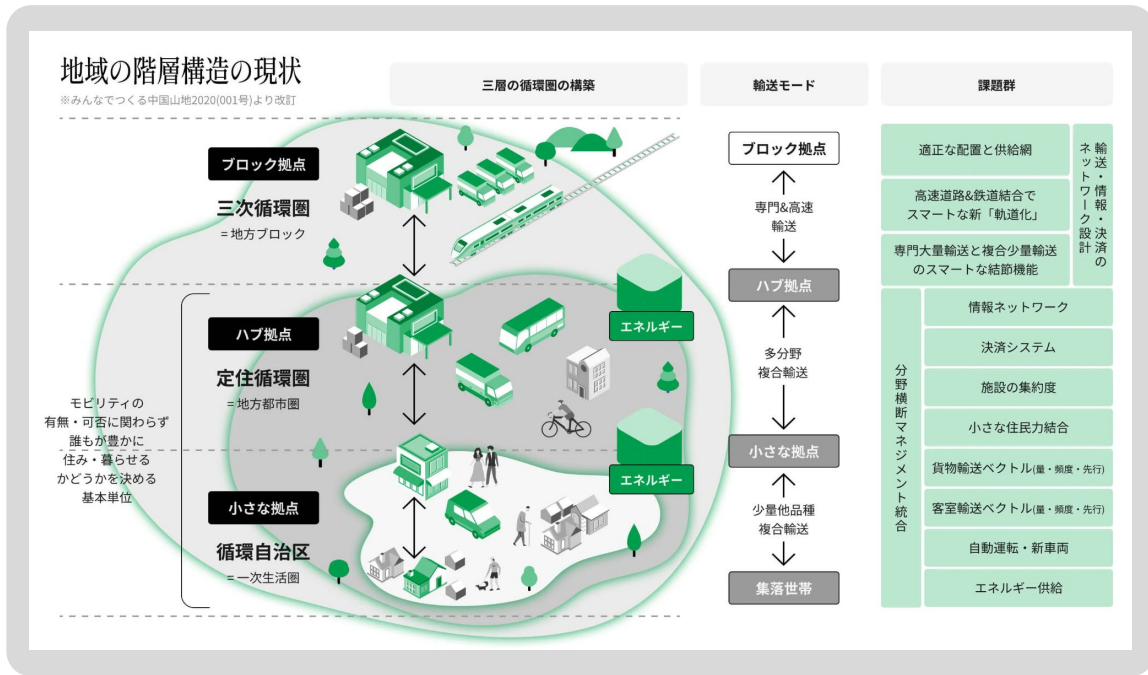 地域の階層構造の現状
※みんなでつくる中国山地2020(001号)より改訂
三層の循環圏の構築
輸送モード
課題群
ブロック拠点
三次循環圏
=地方ブロック
ハブ拠点
定住循環圏
=地方都市圏
小さな拠点
循環自治区
=一次生活圏
モビリティの
有無・可否に関わらず
誰もが豊かに
住み・暮らせる
かどうかを決める
基本単位
エネルギー
エネルギー
ブロック拠点
専門&高速
輸送
ハブ拠点
多分野
複合輸送
小さな拠点
少量他品種
複合輸送
集落世帯
適正な配置と供給網
高速道路&鉄道結合で
スマートな新「軌道化」
専門大量輸送と複合少量輸送
のスマートな結節機能
輸送・情報・決済の
ネットワーク設計
分野横断マネジメント統合
情報ネットワーク
決済システム
施設の集約度
小さな住民力結合
貨物輸送ベクトル(量・頻度・先行)
客室輸送ベクトル(量・頻度・先行)
自動運転・新車両
エネルギー供給